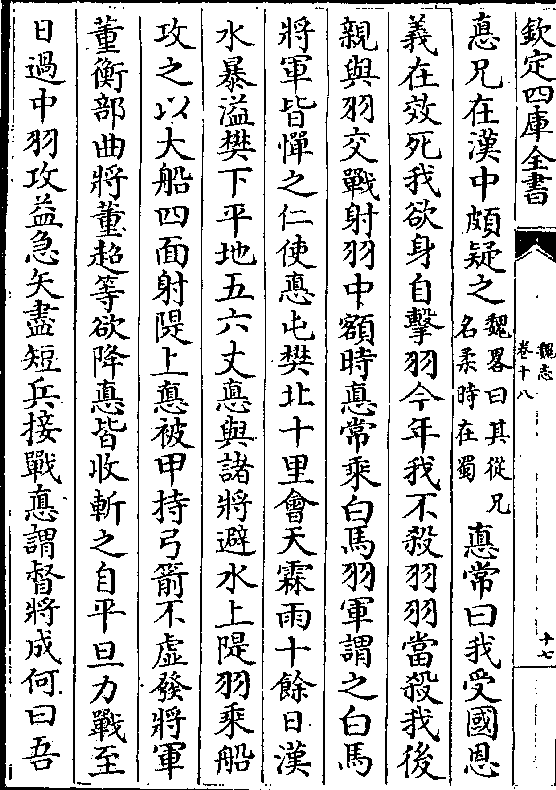 欽定四庫全書
魏志
卷十八
十七
惪兄在漢中頗疑之魏畧曰其從兄名柔時在蜀惪常曰我受國恩
義在效死我欲身自擊羽今年我不殺羽羽當殺我後
親與羽交戰射羽中額時惪常乘白馬羽軍謂之白馬
將軍皆憚之仁使惪屯樊北十里會天霖雨十餘日漢
水暴溢樊下平地五六丈惪與諸將避水上隄羽乘船
攻之以大船四面射隄上惪被甲持弓箭不虛發將軍
董衡部曲將董超等欲降惪皆收斬之自平旦力戰至
日過中羽攻益急矢盡短兵接戰惪謂督將成何曰吾